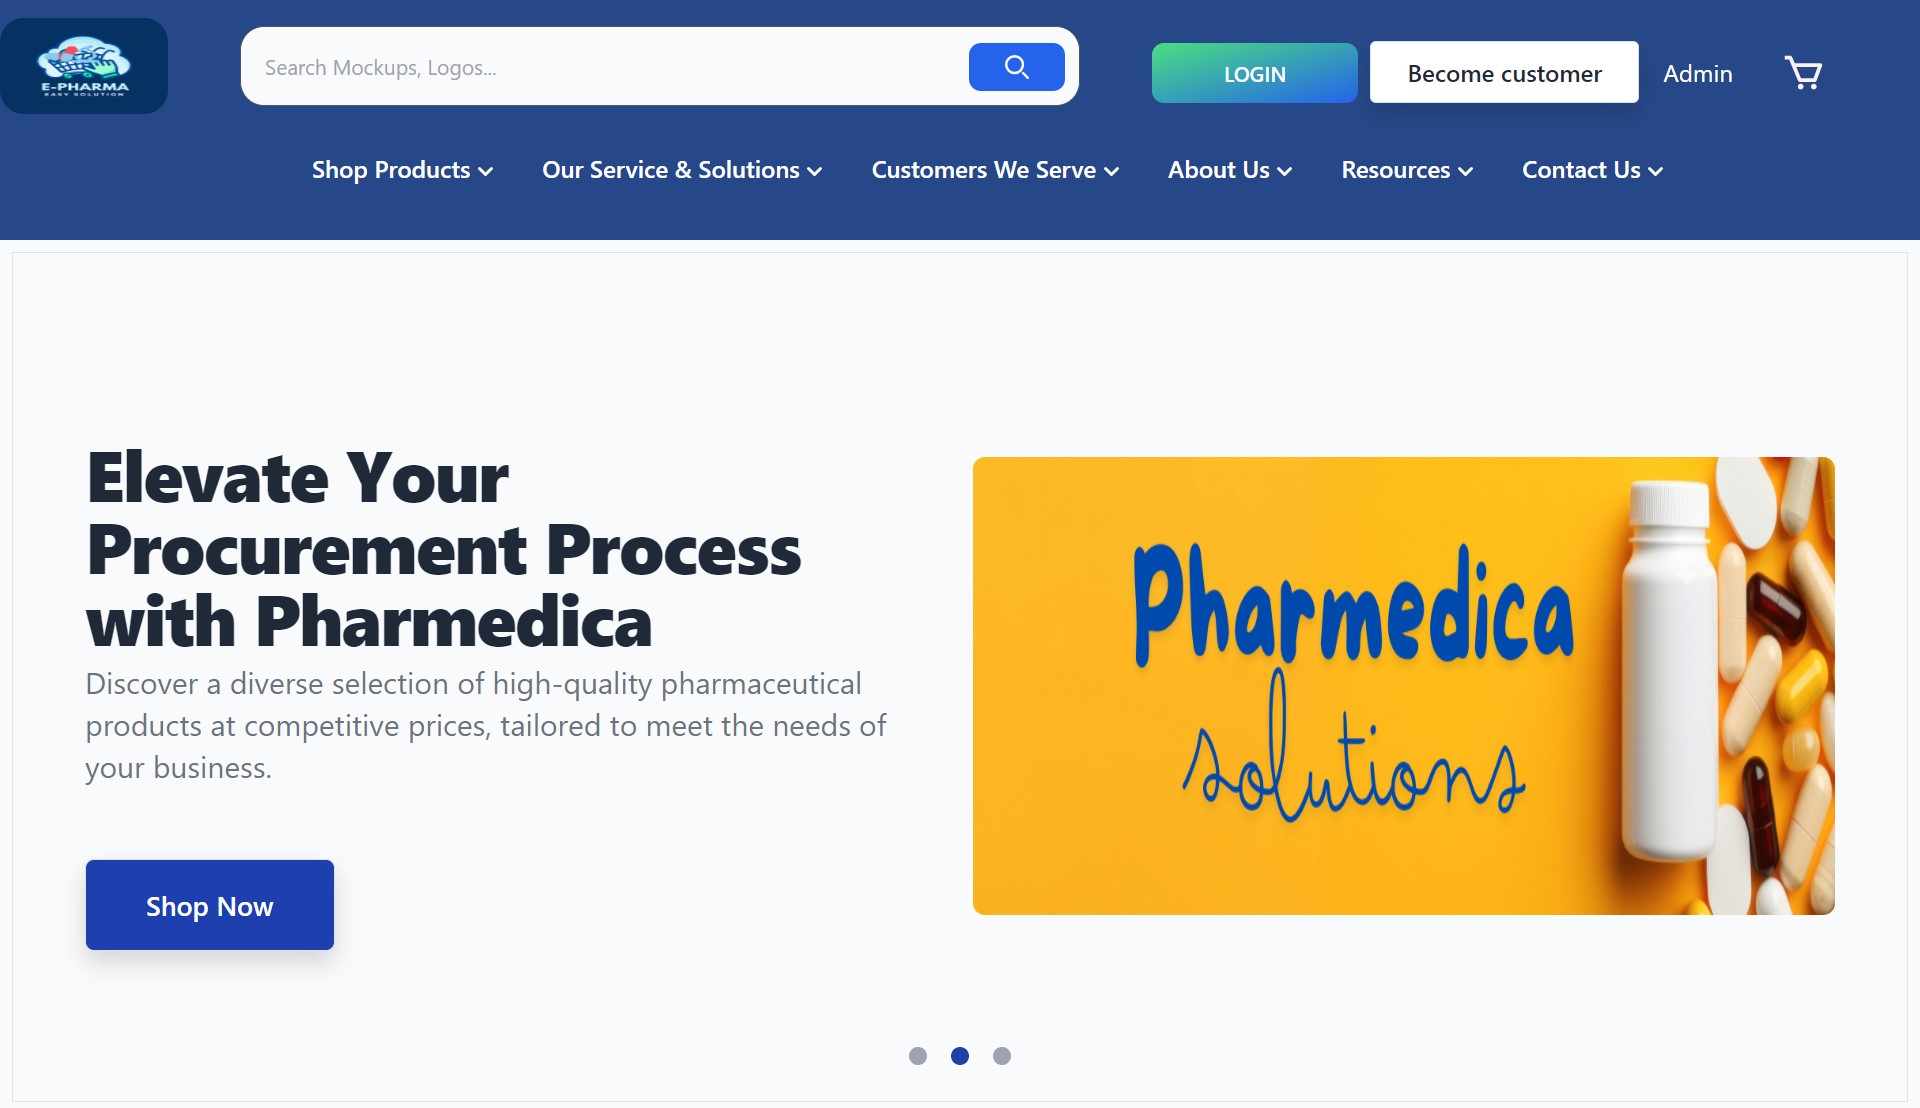 E-PHARMA
EASY SOLUTION
Search Mockups, Logos...
LOGIN
Become customer
Admin
Shop Products
Our Service & Solutions
Customers We Serve
About Us
Resources
Contact Us
Elevate Your
Procurement Process
with Pharmedica
Discover a diverse selection of high-quality pharmaceutical
products at competitive prices, tailored to meet the needs of
your business.
Shop Now
Pharmedica
solutions